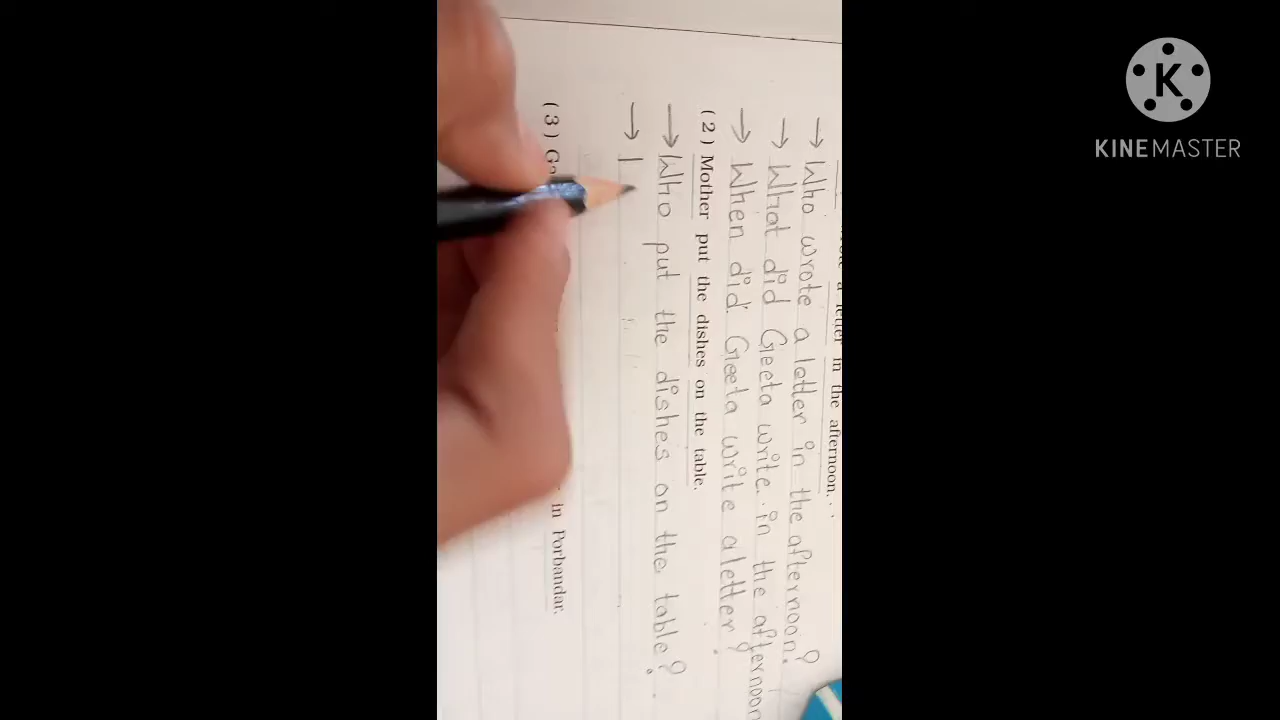 a letter in the afternoon.
→ Who wrote a letter in the afternoon?
→ What did Geeta write in the afternoon
→ When did Geeta write a letter?
(2) Mother put the dishes on the table.
→ Who put the dishes on the table?
→
(3) in Porbandar.
KINEMASTER